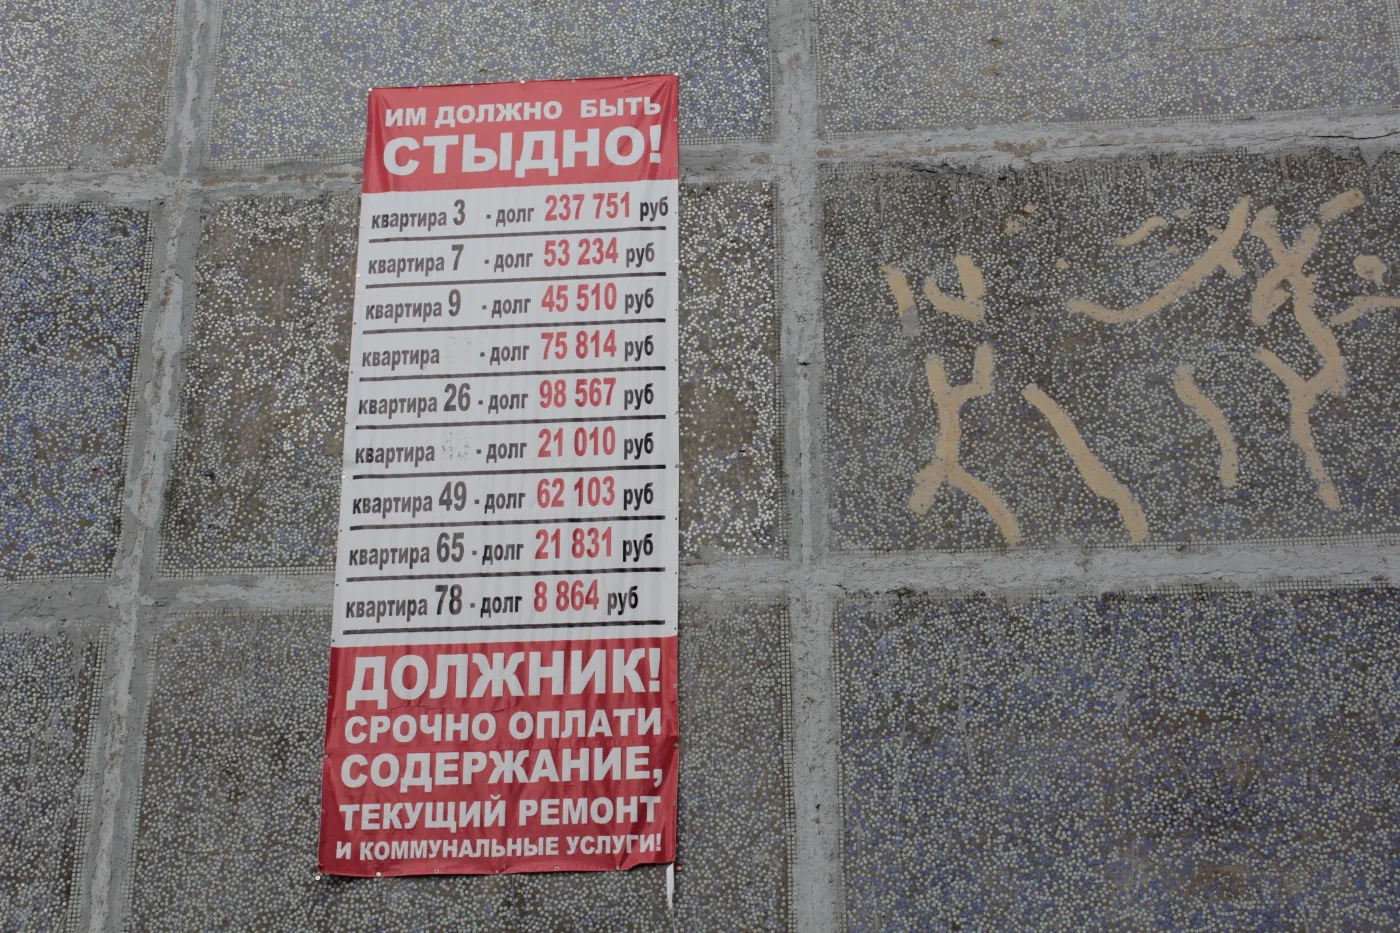 ИМ ДОЛЖНО БЫТЬ
СТЫДНО!
квартира 3 - долг 237 751 руб
квартира 7 - долг 53 234 руб
квартира 9 - долг 45 510 руб
квартира - долг 75 814 руб
квартира 26 - долг 98 567 руб
квартира - долг 21 010 руб
квартира 49 - долг 62 103 руб
квартира 65 - долг 21 831 руб
квартира 78 - долг 8 864 руб
ДОЛЖНИК!
СРОЧНО ОПЛАТИ
СОДЕРЖАНИЕ,
ТЕКУЩИЙ РЕМОНТ
И КОММУНАЛЬНЫЕ УСЛУГИ!